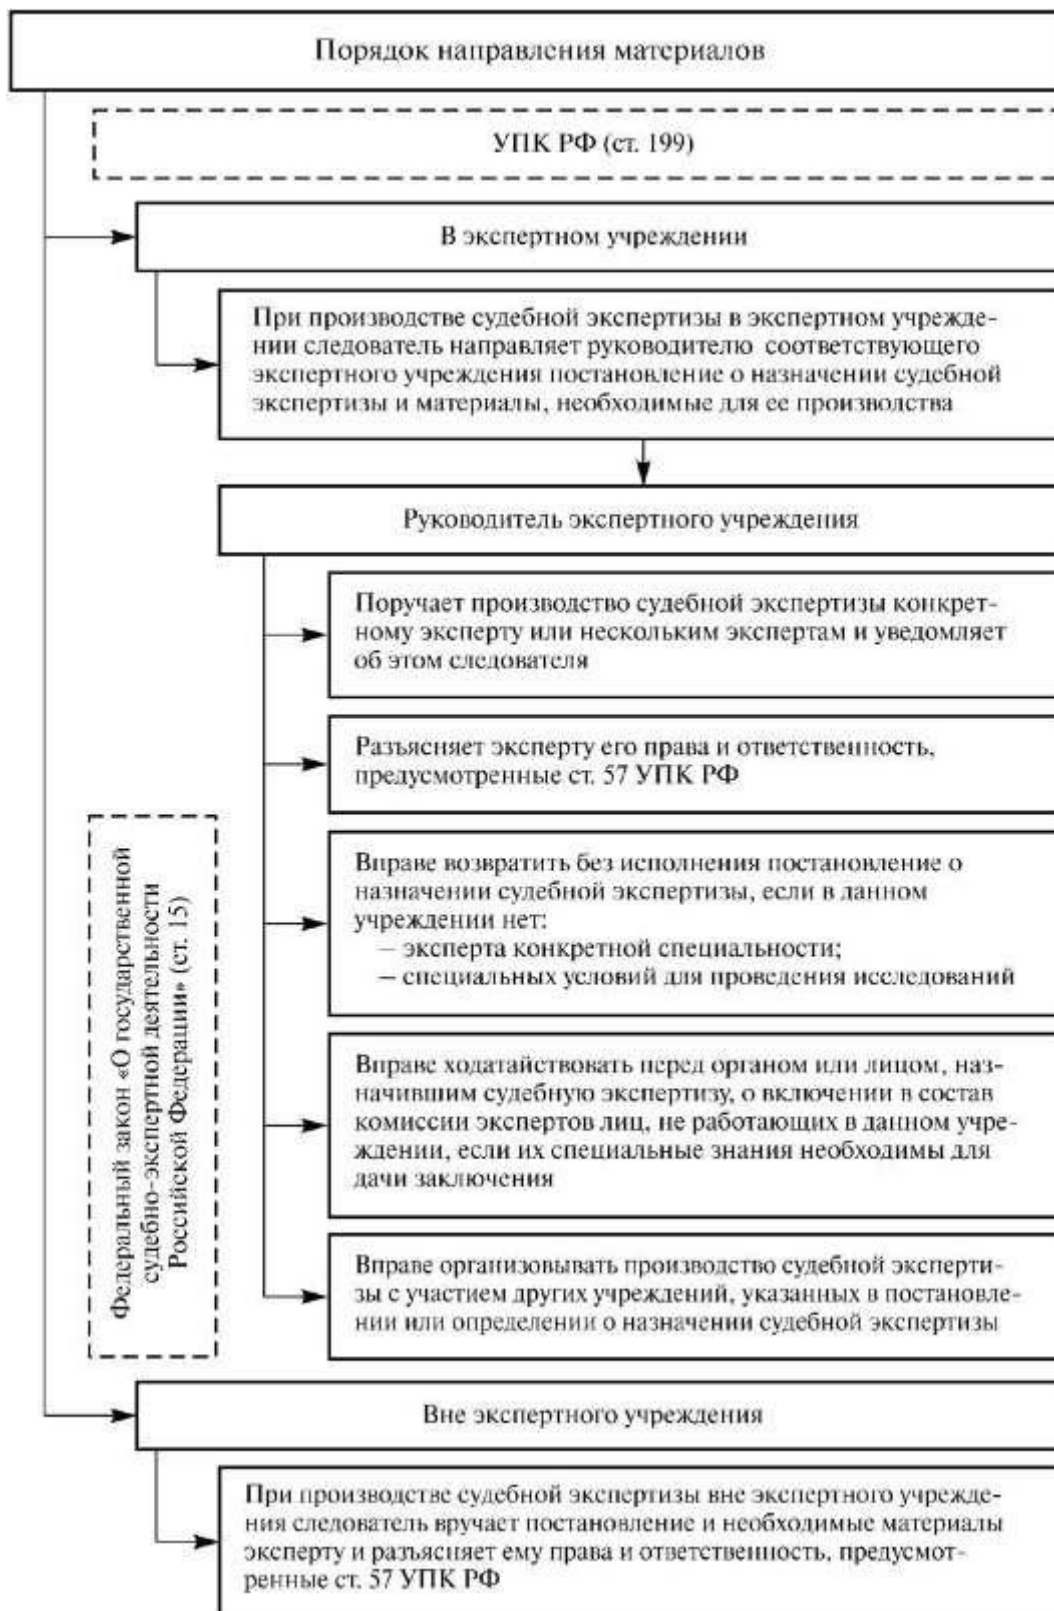 Порядок направления материалов
УПК РФ (ст. 199)
В экспертном учреждении
При производстве судебной экспертизы в экспертном учрежде-
нии следователь направляет руководителю соответствующего
экспертного учреждения постановление о назначении судебной
экспертизы и материалы, необходимые для ее производства
Руководитель экспертного учреждения
Поручает производство судебной экспертизы конкрет-
ному эксперту или нескольким экспертам и уведомляет
об этом следователя
Разъясняет эксперту его права и ответственность,
предусмотренные ст. 57 УПК РФ
Федеральный закон «О государственной
судебно-экспертной деятельности
Российской Федерации» (ст. 15)
Вправе возвратить без исполнения постановление о
назначении судебной экспертизы, если в данном
учреждении нет:
– эксперта конкретной специальности;
– специальных условий для проведения исследований
Вправе ходатайствовать перед органом или лицом, наз-
начившим судебную экспертизу, о включении в состав
комиссии экспертов лиц, не работающих в данном учре-
ждении, если их специальные знания необходимы для
дачи заключения
Вправе организовывать производство судебной эксперти-
зы с участием других учреждений, указанных в постановле-
нии или определении о назначении судебной экспертизы
Вне экспертного учреждения
При производстве судебной экспертизы вне экспертного учрежде-
ния следователь вручает постановление и необходимые материалы
эксперту и разъясняет ему права и ответственность, предусмот-
ренные ст. 57 УПК РФ